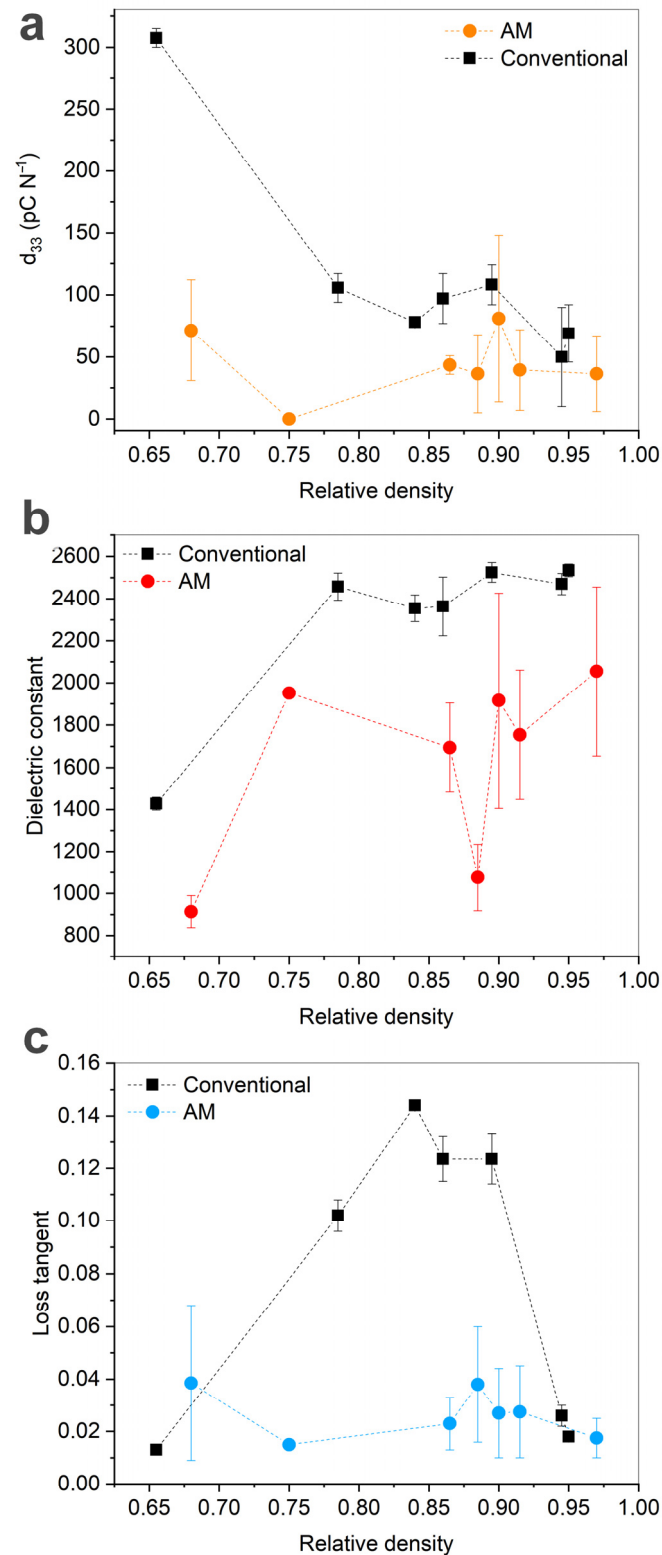 a
AM
Conventional
300
250
200
150
100
50
0
d33 (pC N−1)
0.65 0.70 0.75 0.80 0.85 0.90 0.95 1.00
Relative density
b
Conventional
AM
2600
2400
2200
2000
1800
1600
1400
1200
1000
800
Dielectric constant
0.65 0.70 0.75 0.80 0.85 0.90 0.95 1.00
Relative density
c
Conventional
AM
0.16
0.14
0.12
0.10
0.08
0.06
0.04
0.02
0.00
Loss tangent
0.65 0.70 0.75 0.80 0.85 0.90 0.95 1.00
Relative density